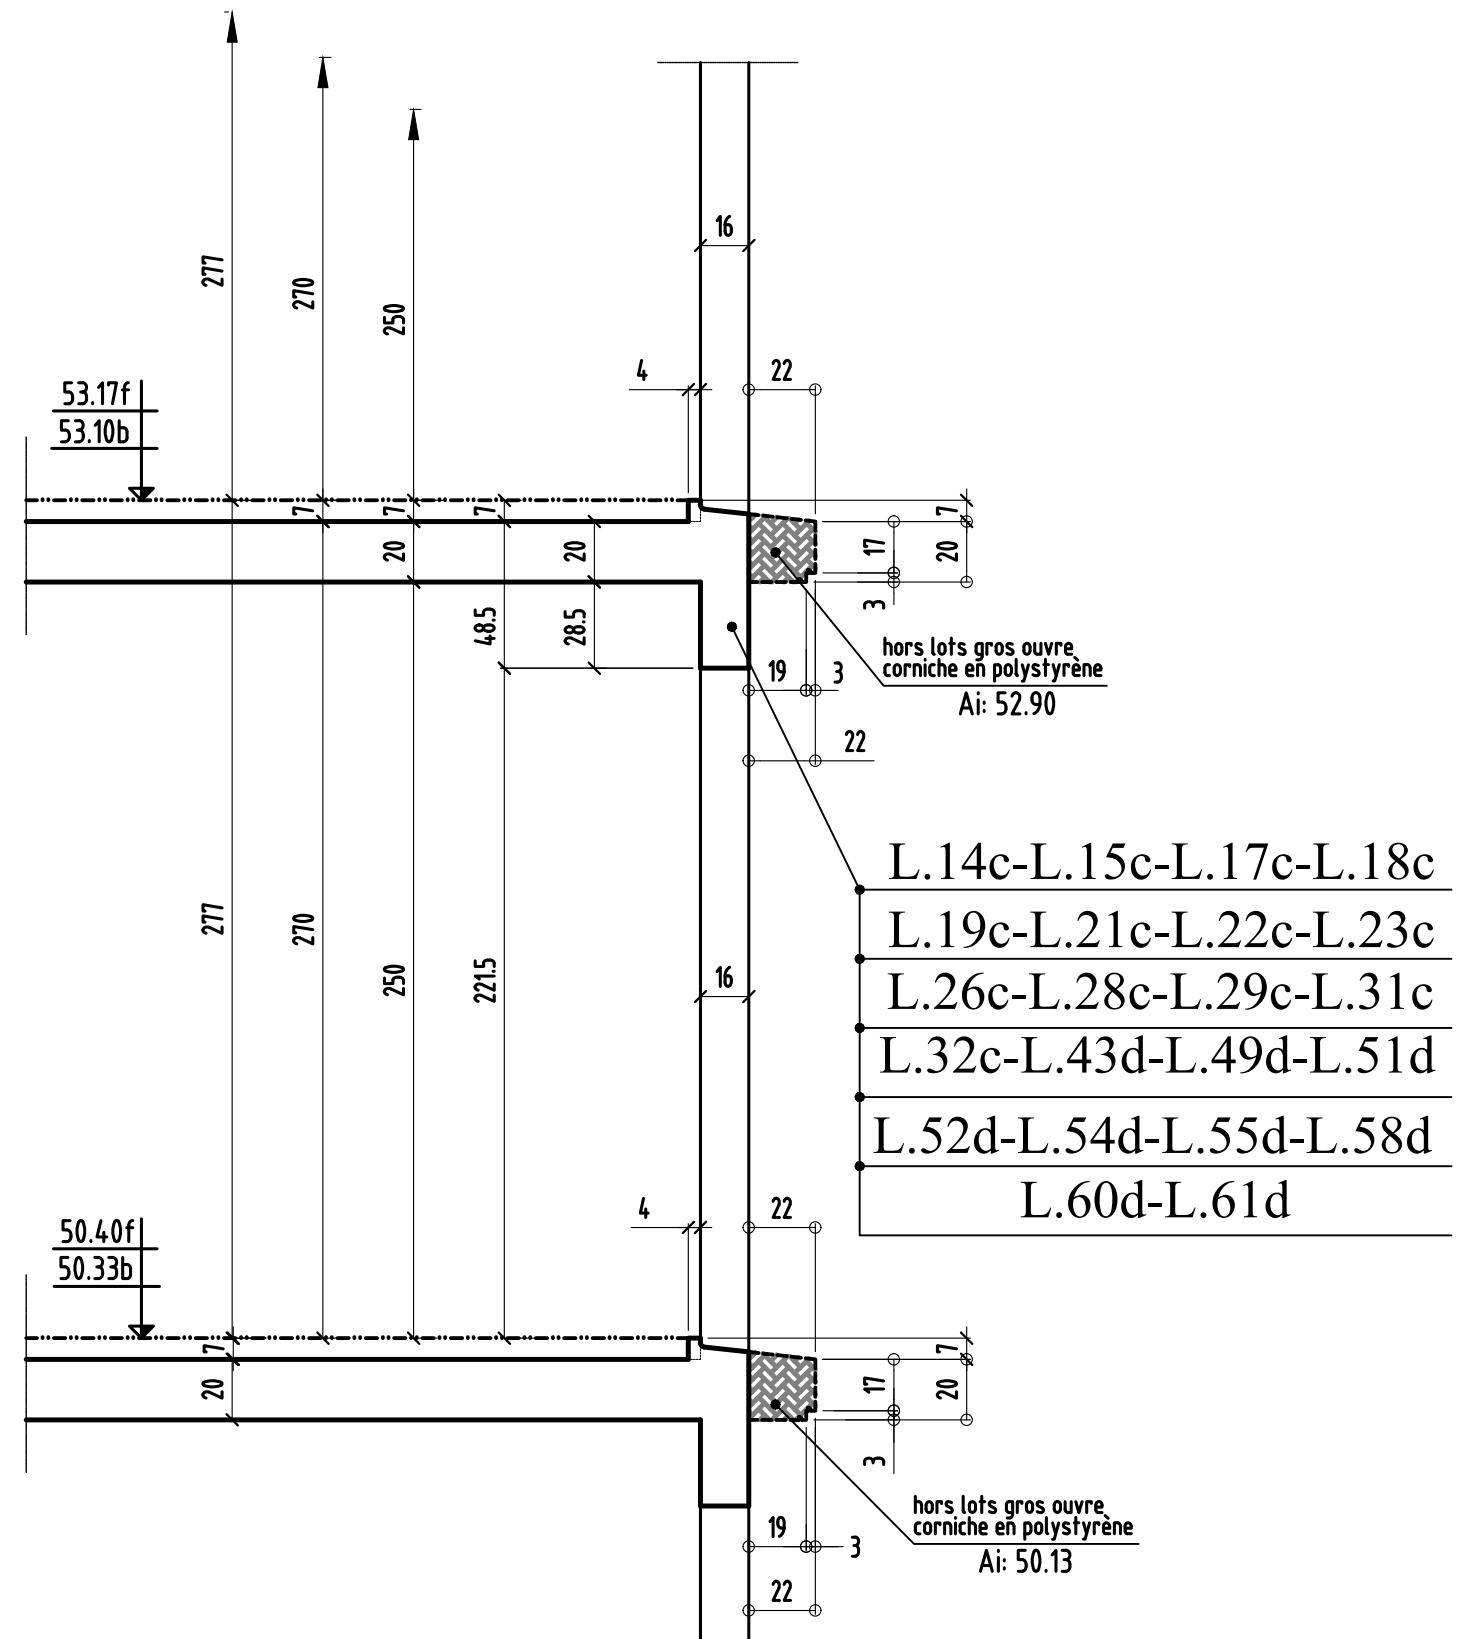 277
270
250
16
4
22
53.17f
53.10b
7
7
7
7
20
20
17
20
3
48.5
28.5
hors lots gros ouvre
corniche en polystyrène
Ai: 52.90
19
3
22
L.14c-L.15c-L.17c-L.18c
L.19c-L.21c-L.22c-L.23c
L.26c-L.28c-L.29c-L.31c
L.32c-L.43d-L.49d-L.51d
L.52d-L.54d-L.55d-L.58d
L.60d-L.61d
277
270
250
221.5
16
4
22
50.40f
50.33b
7
7
20
17
20
3
hors lots gros ouvre
corniche en polystyrène
Ai: 50.13
19
3
22